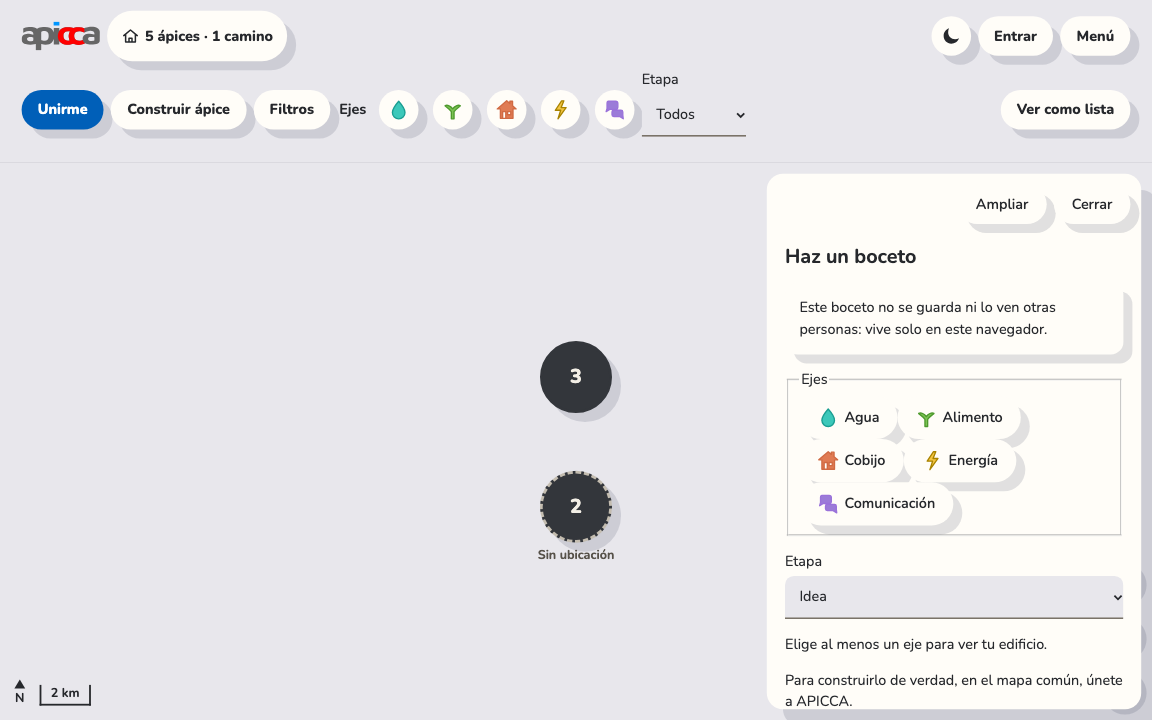 apicca
5 ápices · 1 camino
Entrar
Menú
Unirme
Construir ápice
Filtros
Ejes
Etapa
Todos
Ver como lista
Ampliar
Cerrar
Haz un boceto
Este boceto no se guarda ni lo ven otras
personas: vive solo en este navegador.
Ejes
Agua
Alimento
Cobijo
Energía
Comunicación
Etapa
Idea
Elige al menos un eje para ver tu edificio.
Para construirlo de verdad, en el mapa común, únete
a APICCA.
3
2
Sin ubicación
N
2 km